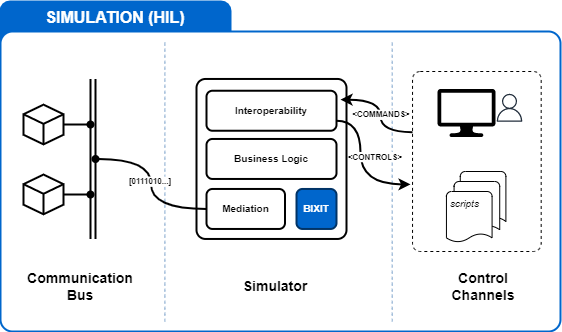 SIMULATION (HIL)
Interoperability
<COMMANDS>
Business Logic
<CONTROLS>
[0111010...]
Mediation
BIXIT
scripts
Communication
Bus
Simulator
Control
Channels